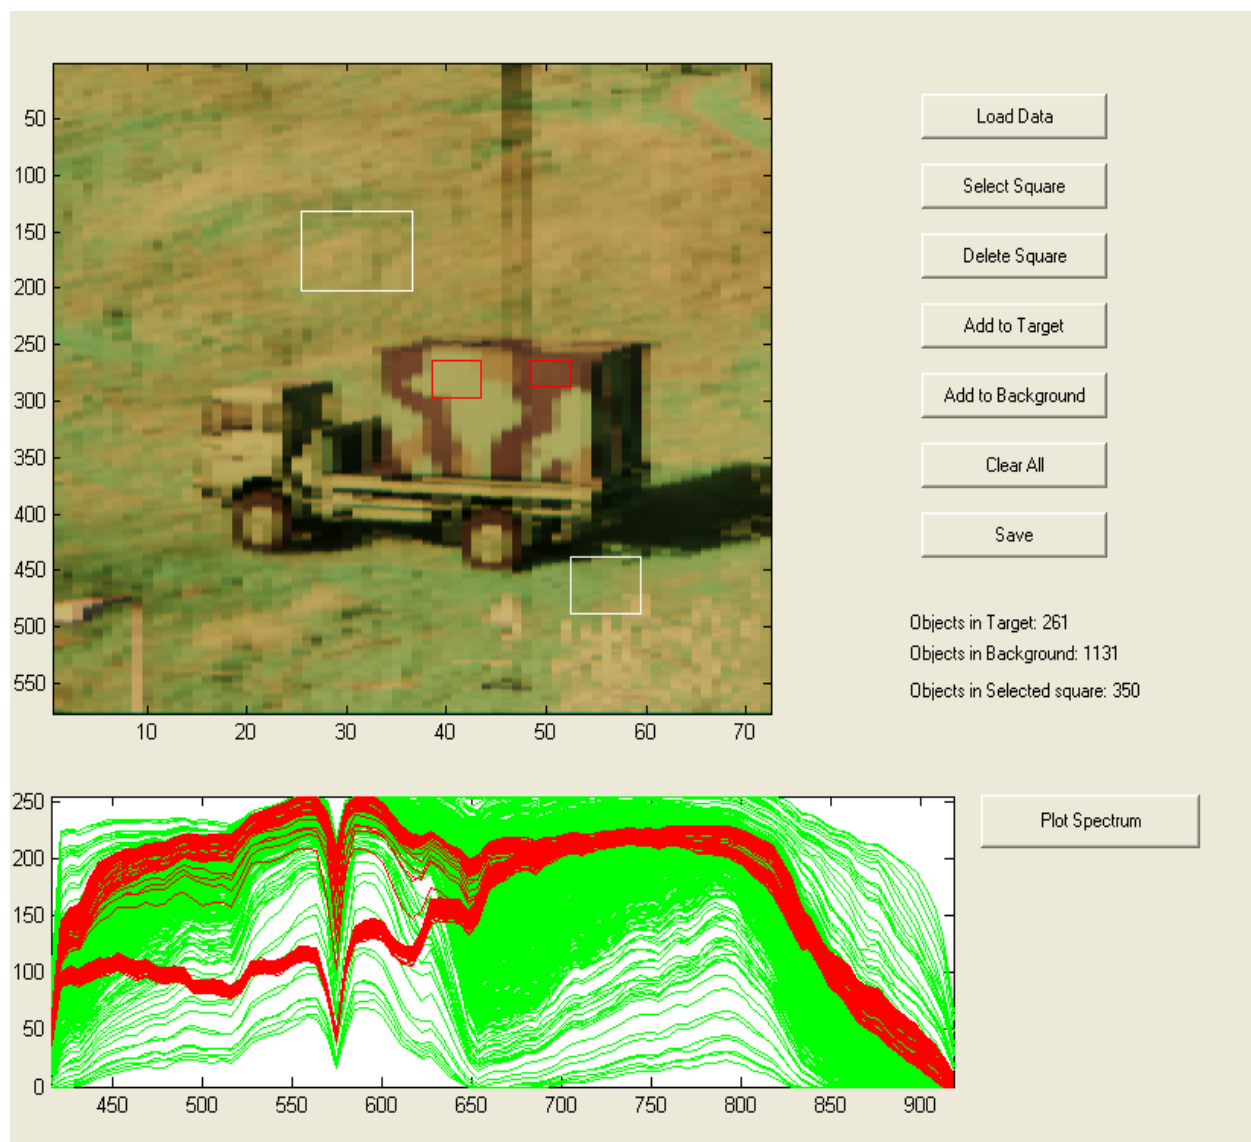 50
100
150
200
250
300
350
400
450
500
550
10 20 30 40 50 60 70
Load Data
Select Square
Delete Square
Add to Target
Add to Background
Clear All
Save
Objects in Target: 261
Objects in Background: 1131
Objects in Selected square: 350
250
200
150
100
50
0
450 500 550 600 650 700 750 800 850 900
Plot Spectrum